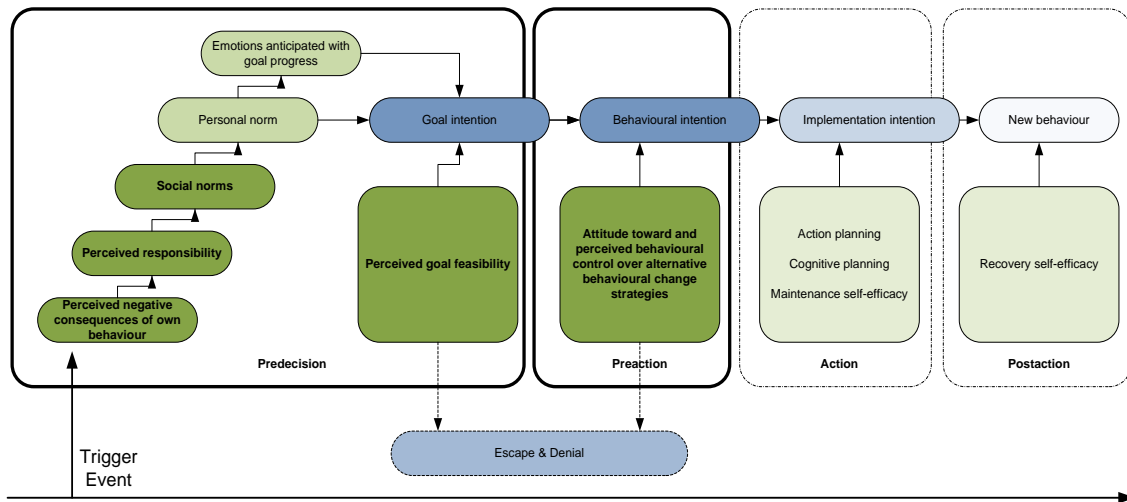 Emotions anticipated with
goal progress
Personal norm
Goal intention
Behavioural intention
Implementation intention
New behaviour
Social norms
Perceived responsibility
Perceived negative
consequences of own
behaviour
Perceived goal feasibility
Attitude toward and
perceived behavioural
control over alternative
behavioural change
strategies
Action planning
Cognitive planning
Maintenance self-efficacy
Recovery self-efficacy
Predecision
Preaction
Action
Postaction
Escape & Denial
Trigger
Event